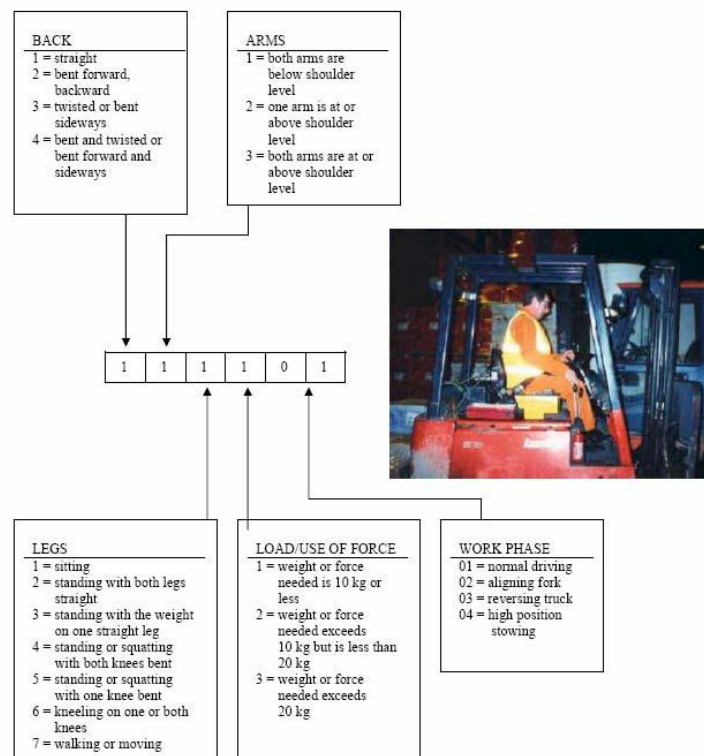 BACK
1 = straight
2 = bent forward,
backward
3 = twisted or bent
sideways
4 = bent and twisted or
bent forward and
sideways
ARMS
1 = both arms are
below shoulder
level
2 = one arm is at or
above shoulder
level
3 = both arms are at or
above shoulder
level
1 1 1 1 0 1
LEGS
1 = sitting
2 = standing with both legs
straight
3 = standing with the weight
on one straight leg
4 = standing or squatting
with both knees bent
5 = standing or squatting
with one knee bent
6 = kneeling on one or both
knees
7 = walking or moving
LOAD/USE OF FORCE
1 = weight or force
needed is 10 kg or
less
2 = weight or force
needed exceeds
10 kg but is less than
20 kg
3 = weight or force
needed exceeds
20 kg
WORK PHASE
01 = normal driving
02 = aligning fork
03 = reversing truck
04 = high position
stowing